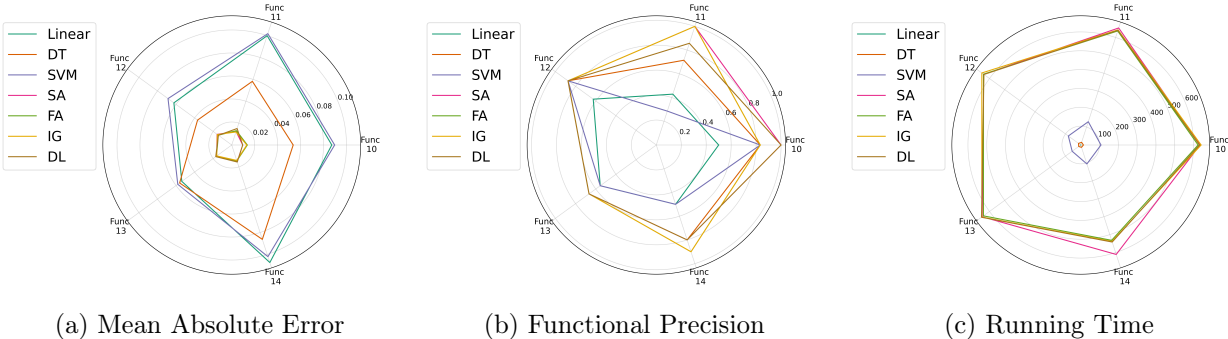 Linear
DT
SVM
SA
FA
IG
DL
Func
11
Func
12
Func
10
Func
13
Func
14
0.02
0.04
0.06
0.08
0.10
(a) Mean Absolute Error
Linear
DT
SVM
SA
FA
IG
DL
Func
11
Func
12
Func
10
Func
13
Func
14
0.2
0.4
0.6
0.8
1.0
(b) Functional Precision
Linear
DT
SVM
SA
FA
IG
DL
Func
11
Func
12
Func
10
Func
13
Func
14
100
200
300
400
500
600
(c) Running Time